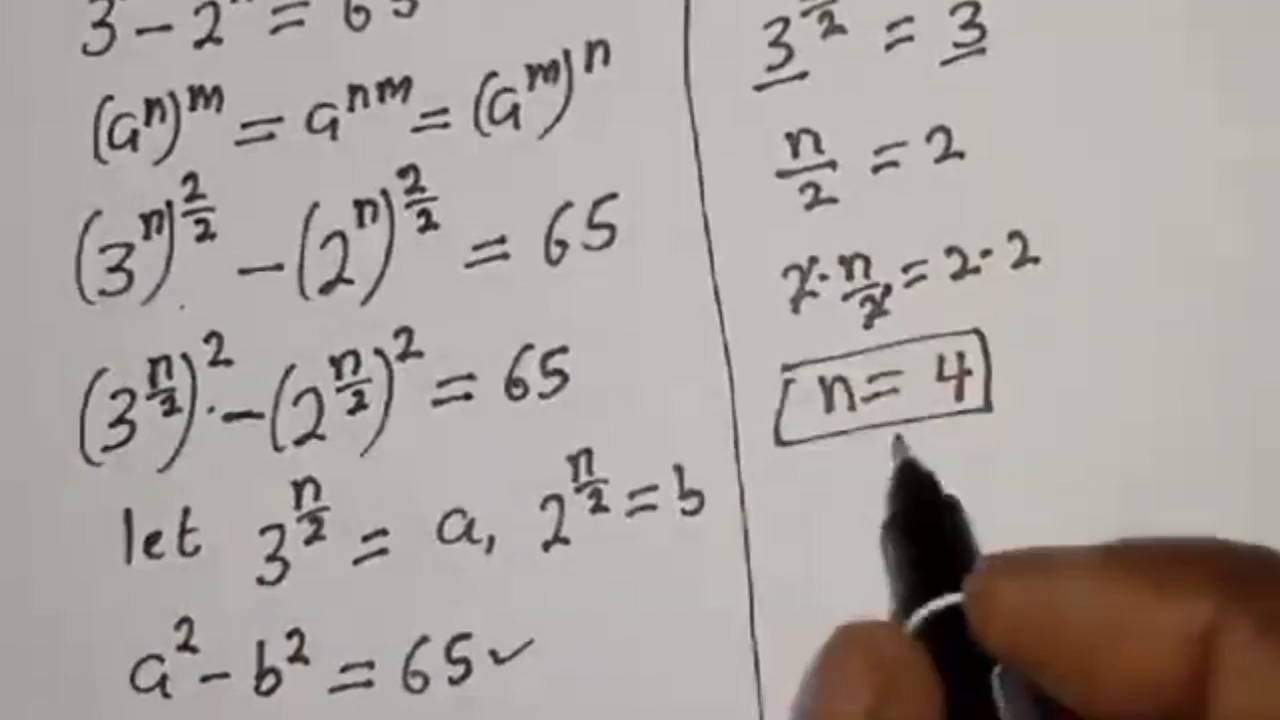 3 - 2 = 65
(aⁿ)ᵐ = aⁿᵐ = (aᵐ)ⁿ
(3ⁿ)^(2/2) - (2ⁿ)^(2/2) = 65
(3^(n/2))² - (2^(n/2))² = 65
let 3^(n/2) = a, 2^(n/2) = b
a² - b² = 65 ✓
3^(n/2) = 3
n/2 = 2
2·n/2 = 2·2
n = 4